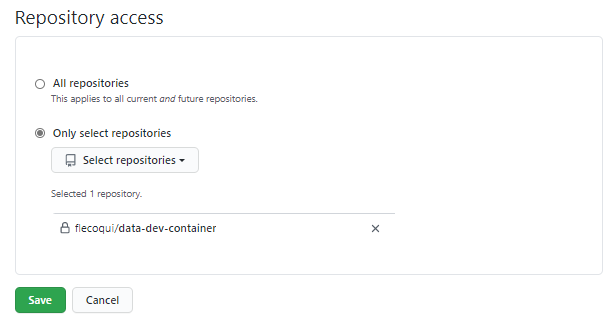 Repository access
All repositories
This applies to all current and future repositories.
Only select repositories
Select repositories
Selected 1 repository.
flecoqui/data-dev-container
Save
Cancel